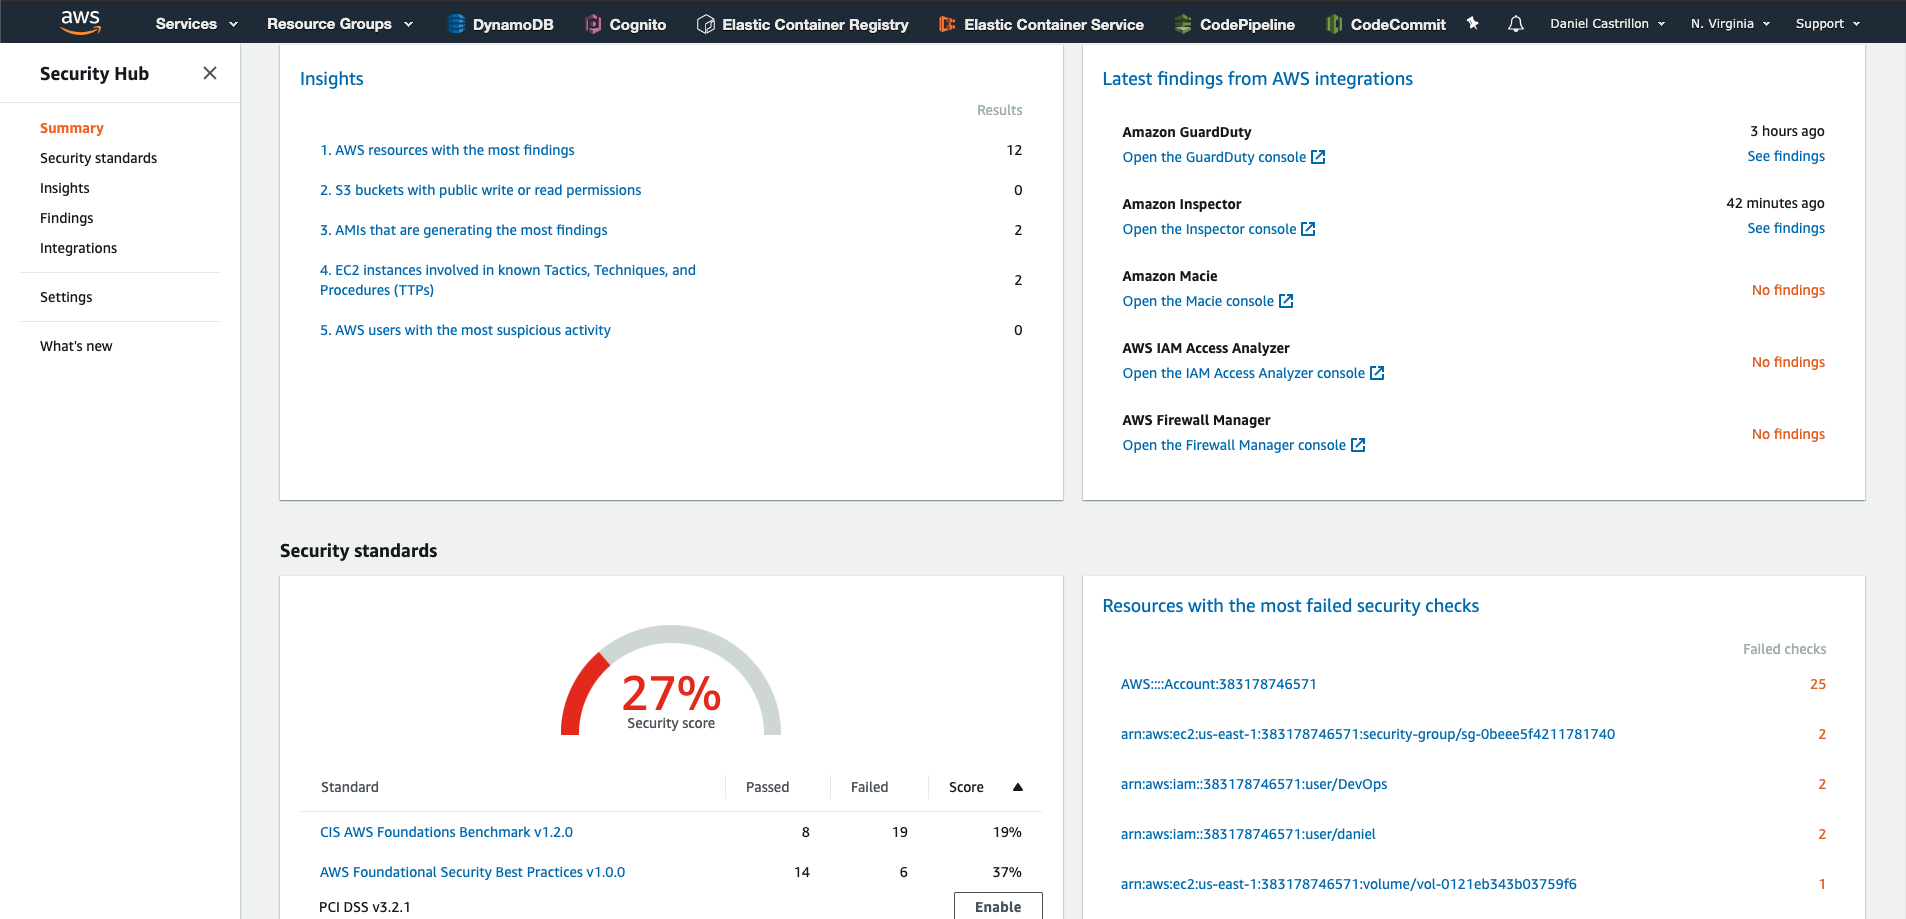 aws
Services
Resource Groups
DynamoDB
Cognito
Elastic Container Registry
Elastic Container Service
CodePipeline
CodeCommit
Daniel Castrillon
N. Virginia
Support
Security Hub
Summary
Security standards
Insights
Findings
Integrations
Settings
What's new
Insights
Results
1. AWS resources with the most findings 12
2. S3 buckets with public write or read permissions 0
3. AMIs that are generating the most findings 2
4. EC2 instances involved in known Tactics, Techniques, and
Procedures (TTPs) 2
5. AWS users with the most suspicious activity 0
Latest findings from AWS integrations
Amazon GuardDuty 3 hours ago
Open the GuardDuty console See findings
Amazon Inspector 42 minutes ago
Open the Inspector console See findings
Amazon Macie
Open the Macie console No findings
AWS IAM Access Analyzer
Open the IAM Access Analyzer console No findings
AWS Firewall Manager
Open the Firewall Manager console No findings
Security standards
27%
Security score
Standard Passed Failed Score
CIS AWS Foundations Benchmark v1.2.0 8 19 19%
AWS Foundational Security Best Practices v1.0.0 14 6 37%
PCI DSS v3.2.1 Enable
Resources with the most failed security checks
Failed checks
AWS::::Account:383178746571 25
arn:aws:ec2:us-east-1:383178746571:security-group/sg-0beee5f4211781740 2
arn:aws:iam::383178746571:user/DevOps 2
arn:aws:iam::383178746571:user/daniel 2
arn:aws:ec2:us-east-1:383178746571:volume/vol-0121eb343b03759f6 1